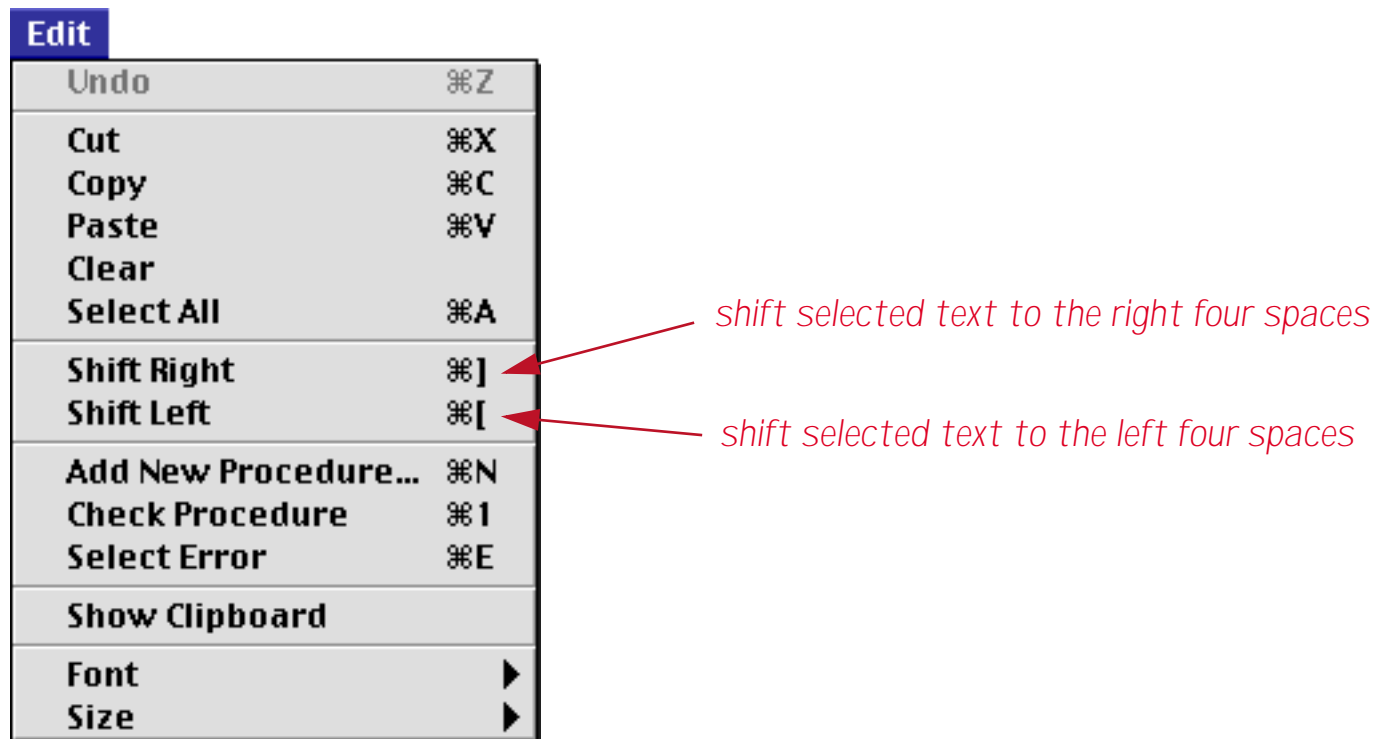 Edit
Undo ⌘Z
Cut ⌘X
Copy ⌘C
Paste ⌘V
Clear
Select All ⌘A
shift selected text to the right four spaces
Shift Right ⌘]
Shift Left ⌘[
shift selected text to the left four spaces
Add New Procedure... ⌘N
Check Procedure ⌘1
Select Error ⌘E
Show Clipboard
Font
Size